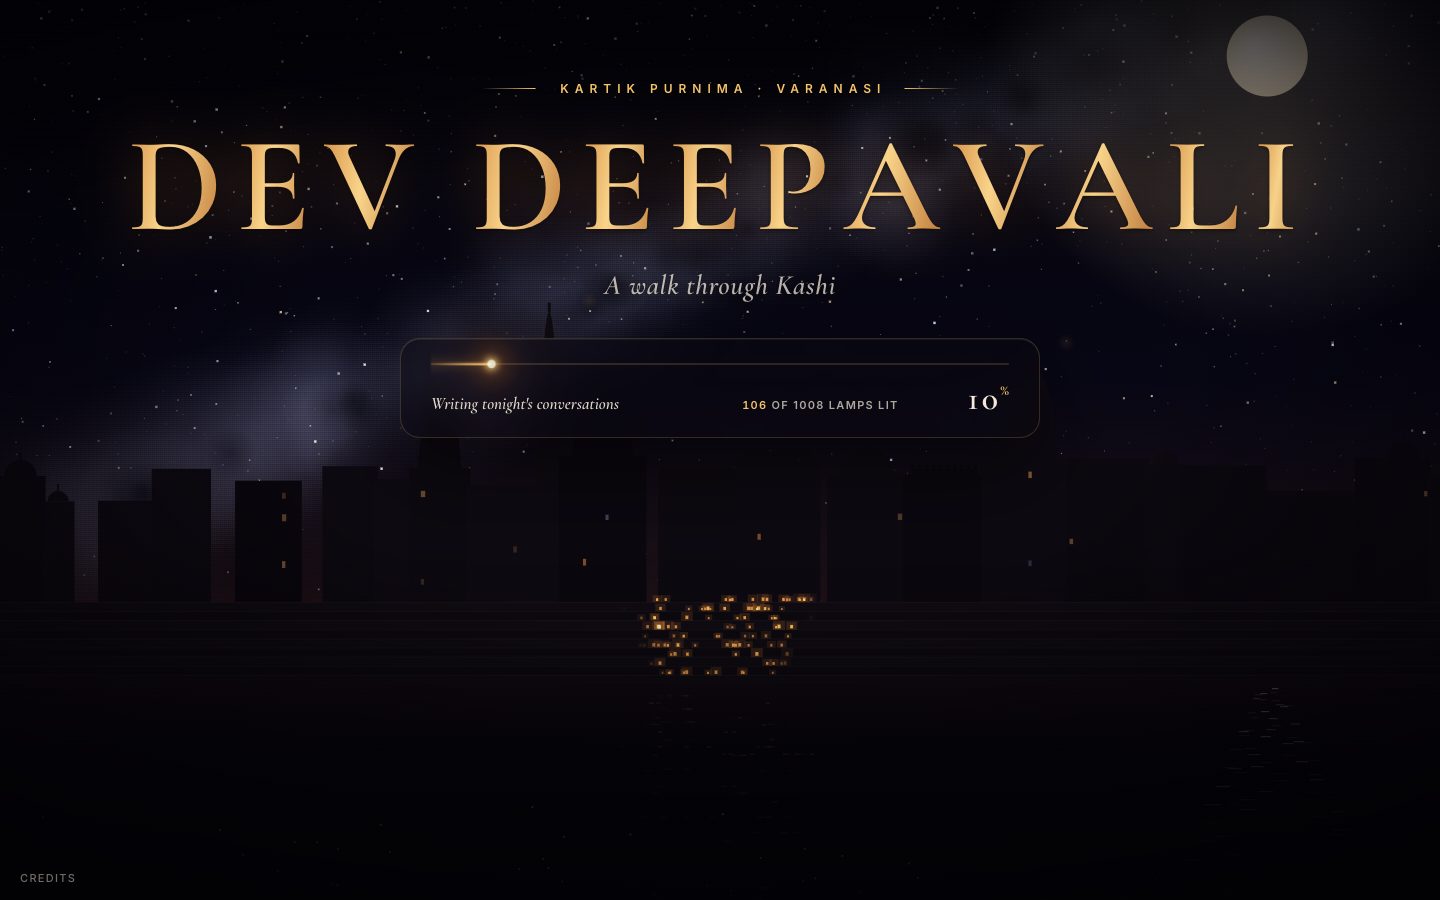 KARTIK PURNIMA · VARANASI
DEV DEEPAVALI
A walk through Kashi
Writing tonight's conversations
106 OF 1008 LAMPS LIT
10%
CREDITS